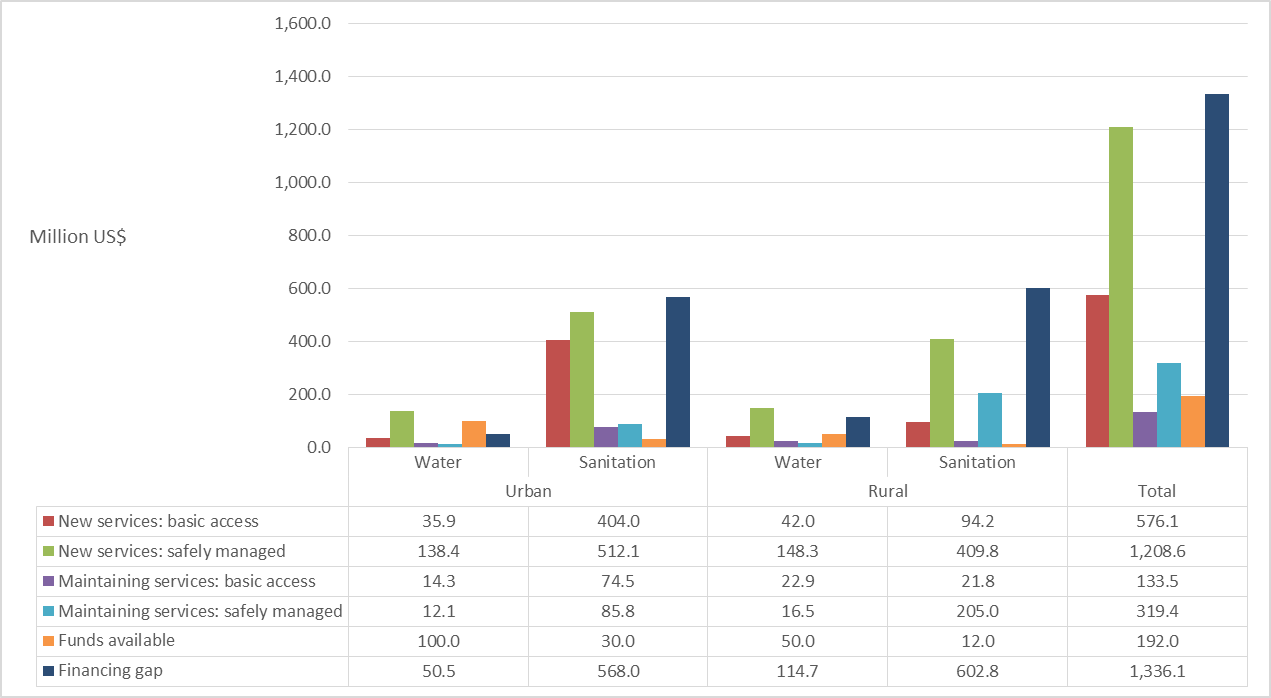 1,600.0
1,400.0
1,200.0
1,000.0
800.0
600.0
400.0
200.0
0.0
Million US$
Water Sanitation Water Sanitation
Urban Rural Total
New services: basic access 35.9 404.0 42.0 94.2 576.1
New services: safely managed 138.4 512.1 148.3 409.8 1,208.6
Maintaining services: basic access 14.3 74.5 22.9 21.8 133.5
Maintaining services: safely managed 12.1 85.8 16.5 205.0 319.4
Funds available 100.0 30.0 50.0 12.0 192.0
Financing gap 50.5 568.0 114.7 602.8 1,336.1